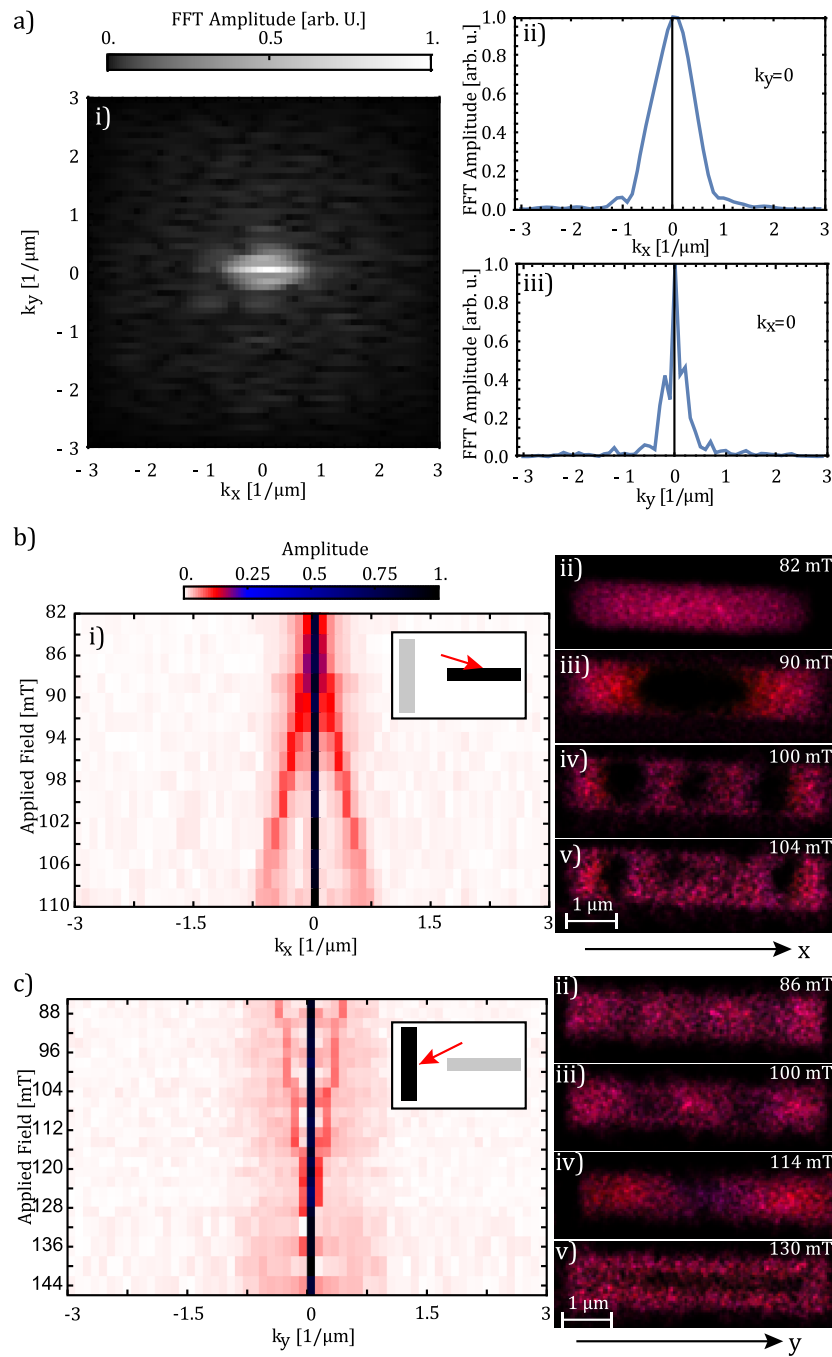 a)
FFT Amplitude [arb. U.]
0. 0.5 1.
i)
3
2
1
0
- 1
- 2
- 3
k_y [1/μm]
- 3 - 2 - 1 0 1 2 3
k_x [1/μm]
ii)
k_y=0
FFT Amplitude [arb. u.]
1.0
0.8
0.6
0.4
0.2
0.0
- 3 - 2 - 1 0 1 2 3
k_x [1/μm]
iii)
k_x=0
FFT Amplitude [arb. u.]
1.0
0.8
0.6
0.4
0.2
0.0
- 3 - 2 - 1 0 1 2 3
k_y [1/μm]
b)
Amplitude
0. 0.25 0.5 0.75 1.
i)
Applied Field [mT]
82
86
90
94
98
102
106
110
-3 -1.5 0 1.5 3
k_x [1/μm]
ii) 82 mT
iii) 90 mT
iv) 100 mT
v) 104 mT
1 μm
x
c)
i)
Applied Field [mT]
88
96
104
112
120
128
136
144
-3 -1.5 0 1.5 3
k_y [1/μm]
ii) 86 mT
iii) 100 mT
iv) 114 mT
v) 130 mT
1 μm
y